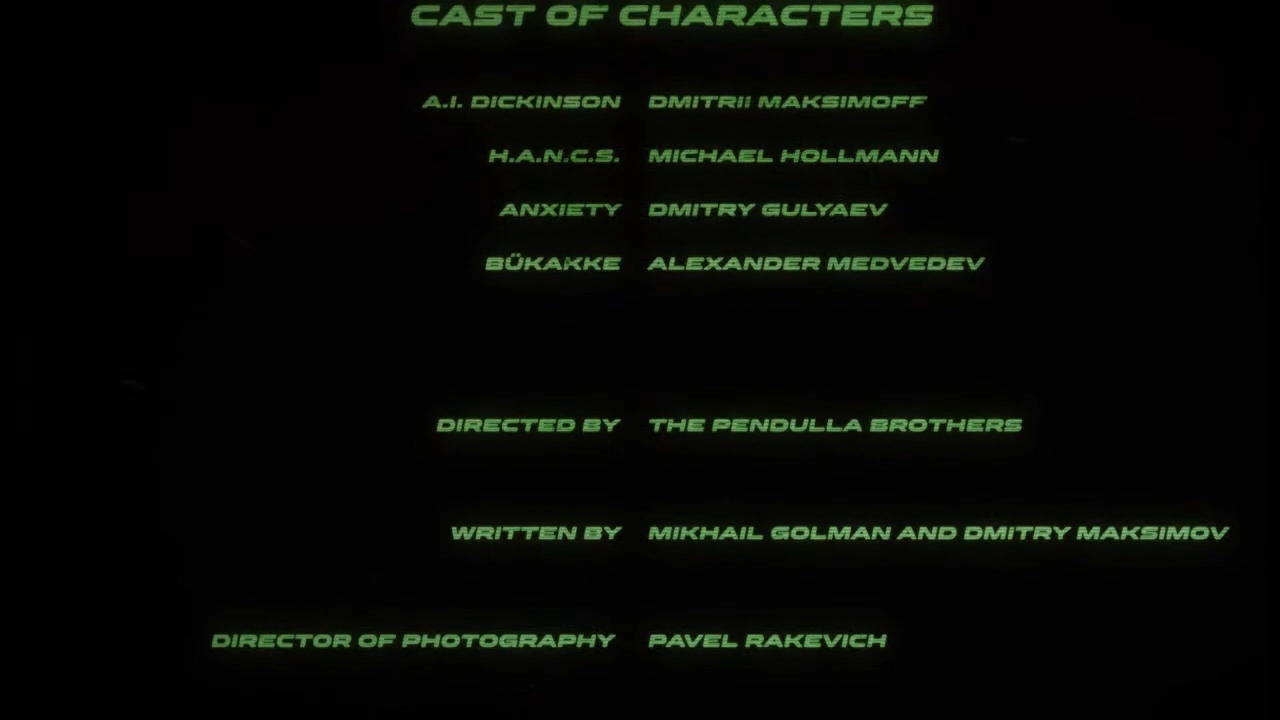 CAST OF CHARACTERS
A.I. DICKINSON DMITRII MAKSIMOFF
H.A.N.C.S. MICHAEL HOLLMANN
ANXIETY DMITRY GULYAEV
BÜKAKKE ALEXANDER MEDVEDEV
DIRECTED BY THE PENDULLA BROTHERS
WRITTEN BY MIKHAIL GOLMAN AND DMITRY MAKSIMOV
DIRECTOR OF PHOTOGRAPHY PAVEL RAKEVICH